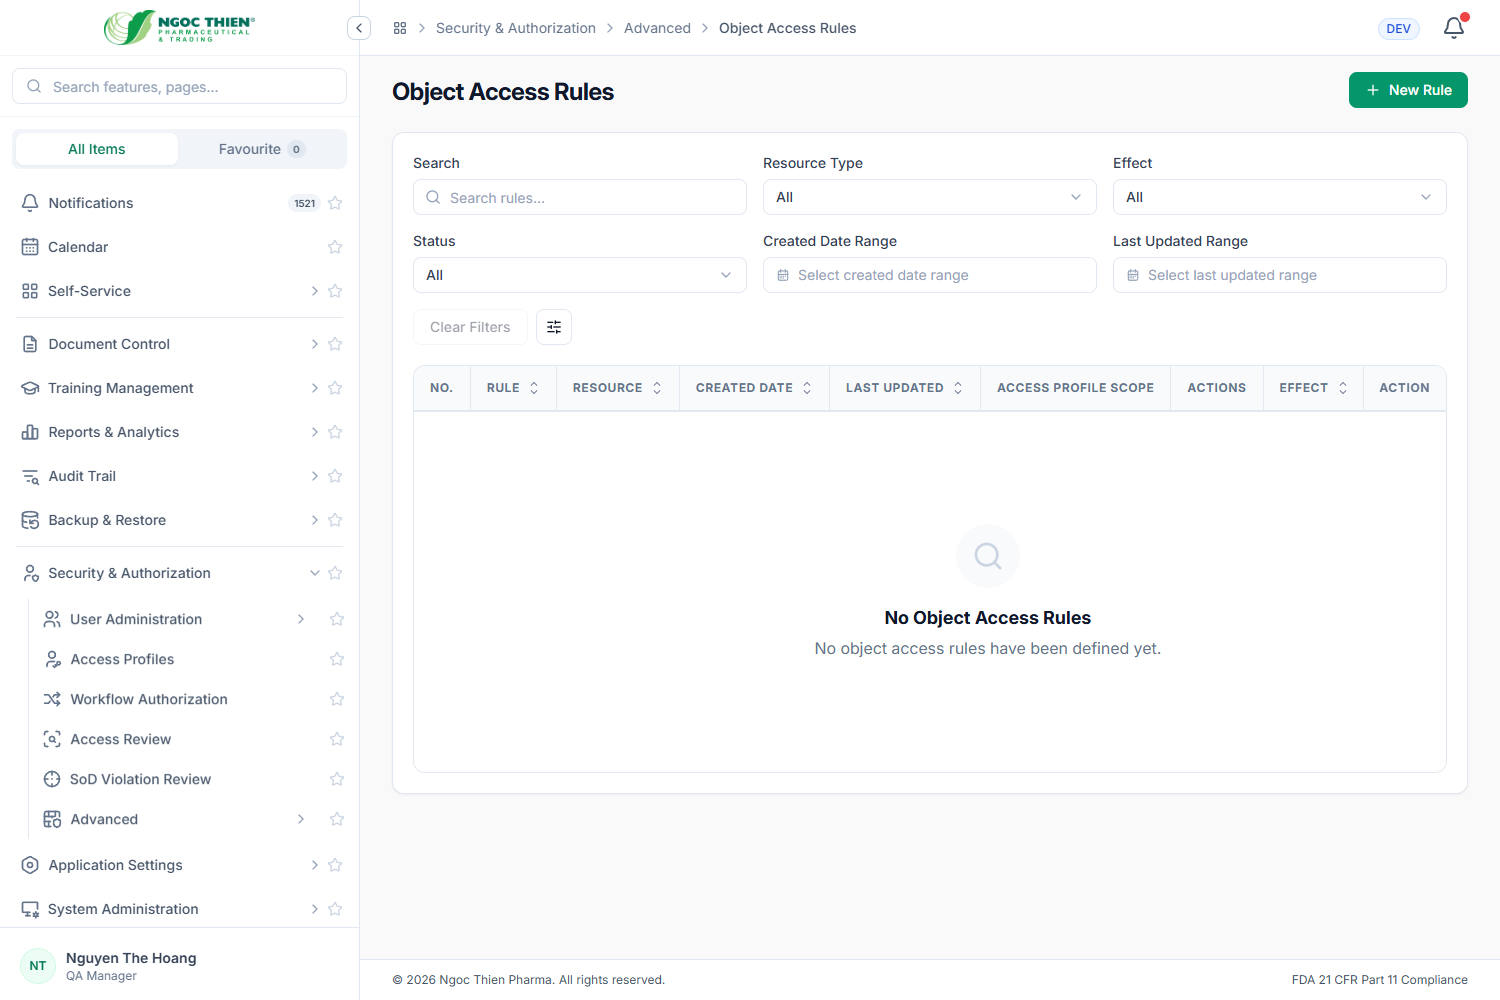 NGOC THIEN®
PHARMACEUTICAL
& TRADING
Search features, pages...
All Items
Favourite 0
Notifications 1521
Calendar
Self-Service
Document Control
Training Management
Reports & Analytics
Audit Trail
Backup & Restore
Security & Authorization
User Administration
Access Profiles
Workflow Authorization
Access Review
SoD Violation Review
Advanced
Application Settings
System Administration
NT
Nguyen The Hoang
QA Manager
Security & Authorization > Advanced > Object Access Rules
DEV
Object Access Rules
+ New Rule
Search
Resource Type
Effect
Search rules...
All
All
Status
Created Date Range
Last Updated Range
All
Select created date range
Select last updated range
Clear Filters
NO. RULE RESOURCE CREATED DATE LAST UPDATED ACCESS PROFILE SCOPE ACTIONS EFFECT ACTION
No Object Access Rules
No object access rules have been defined yet.
© 2026 Ngoc Thien Pharma. All rights reserved.
FDA 21 CFR Part 11 Compliance